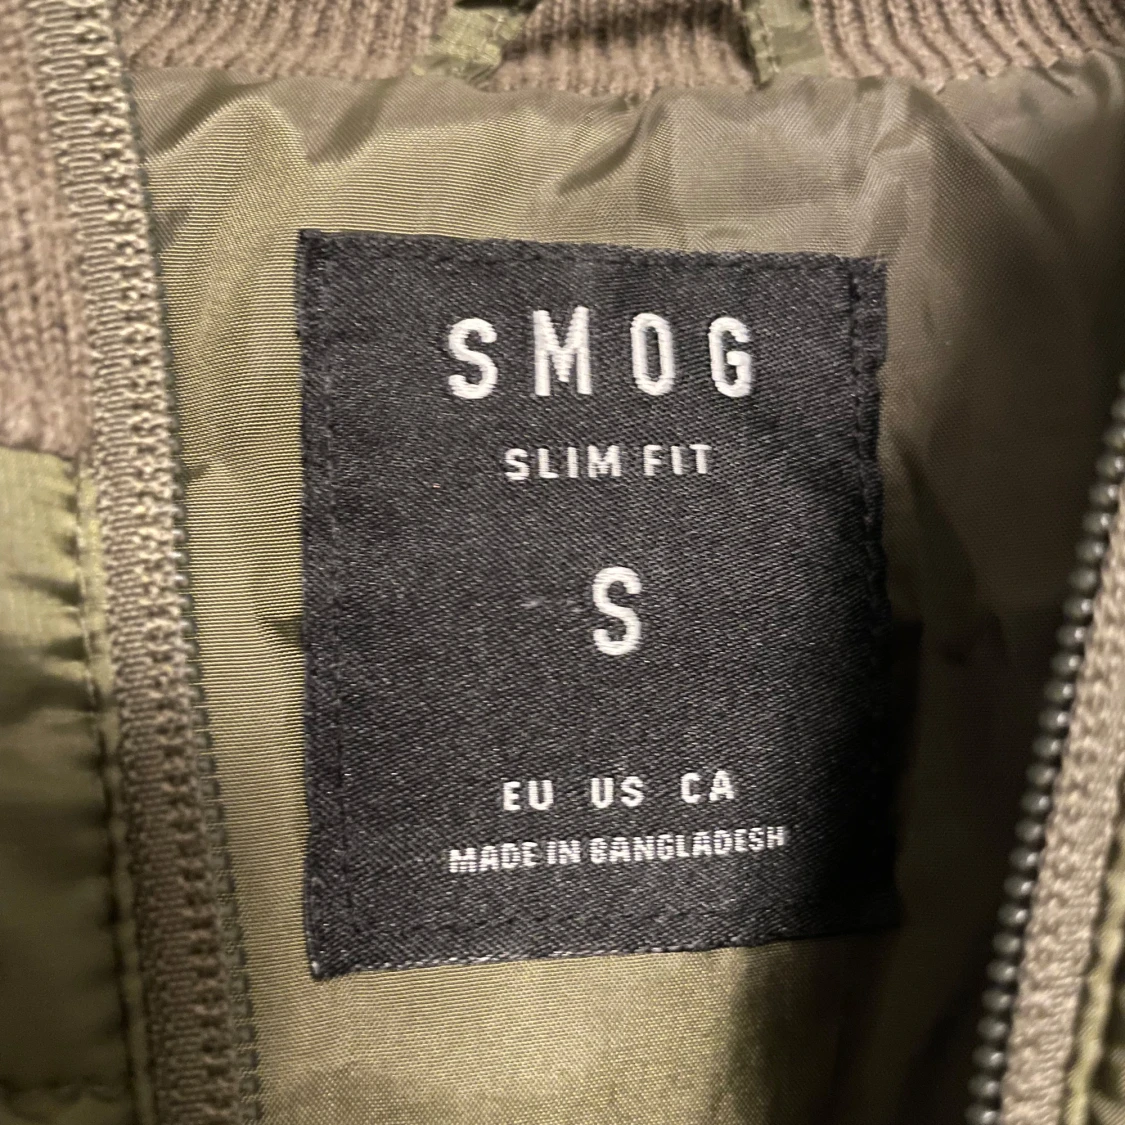 SMOG
SLIM FIT
S
EU US CA
MADE IN BANGLADESH